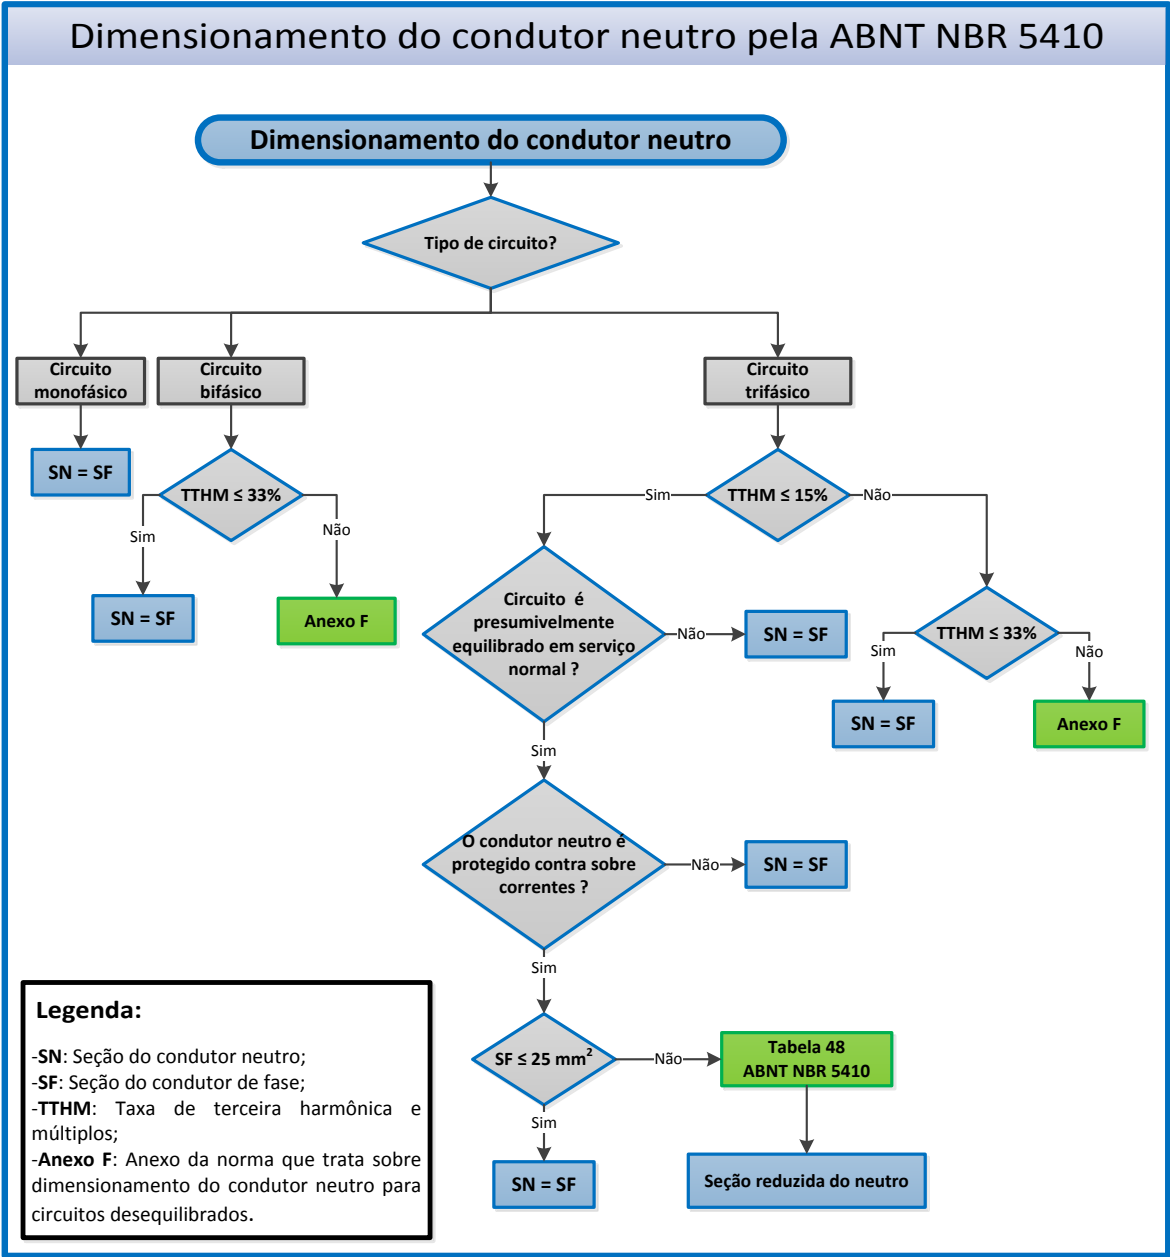 Dimensionamento do condutor neutro pela ABNT NBR 5410
Dimensionamento do condutor neutro
Tipo de circuito?
Circuito
monofásico
Circuito
bifásico
Circuito
trifásico
SN = SF
TTHM ≤ 33%
Sim
Não
SN = SF
Anexo F
TTHM ≤ 15%
Sim
Não
Circuito é
presumivelmente
equilibrado em serviço
normal ?
Não
SN = SF
TTHM ≤ 33%
Sim
Não
SN = SF
Anexo F
Sim
O condutor neutro é
protegido contra sobre
correntes ?
Não
SN = SF
Sim
SF ≤ 25 mm²
Não
Tabela 48
ABNT NBR 5410
Sim
SN = SF
Seção reduzida do neutro
Legenda:
-SN: Seção do condutor neutro;
-SF: Seção do condutor de fase;
-TTHM: Taxa de terceira harmônica e
múltiplos;
-Anexo F: Anexo da norma que trata sobre
dimensionamento do condutor neutro para
circuitos desequilibrados.